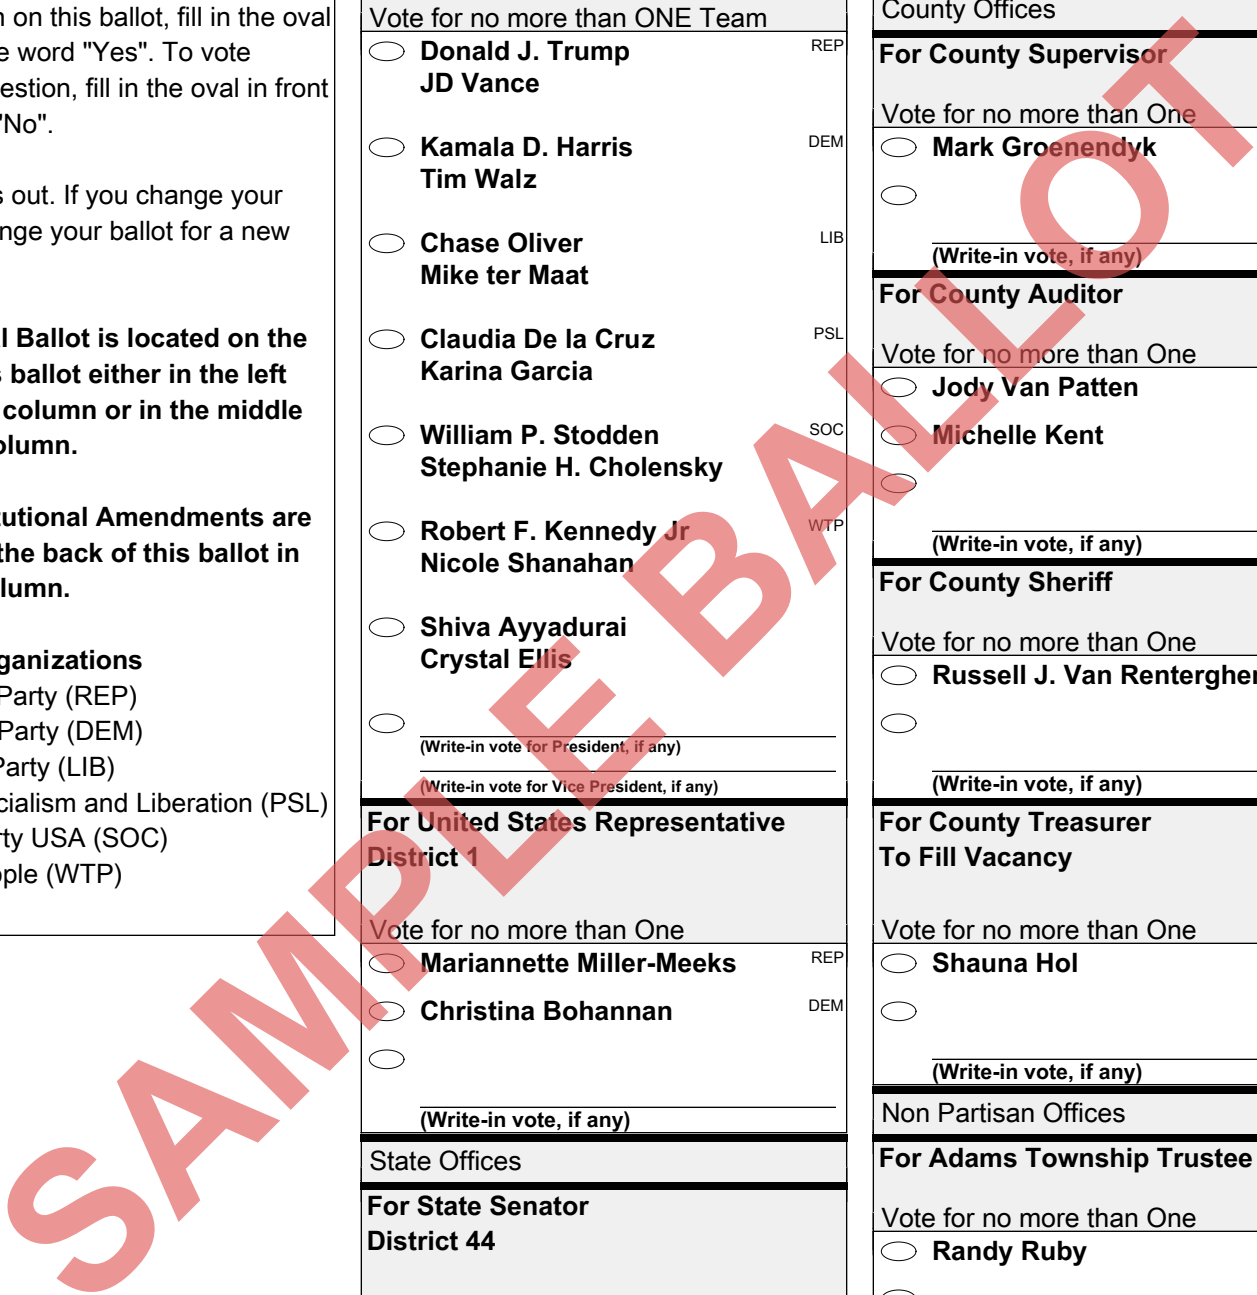 n on this ballot, fill in the oval
e word "Yes". To vote
estion, fill in the oval in front
"No".
s out. If you change your
nge your ballot for a new
l Ballot is located on the
s ballot either in the left
column or in the middle
olumn.
tutional Amendments are
the back of this ballot in
lumn.
ganizations
Party (REP)
Party (DEM)
Party (LIB)
cialism and Liberation (PSL)
rty USA (SOC)
ople (WTP)
Vote for no more than ONE Team
Donald J. Trump REP
JD Vance
Kamala D. Harris DEM
Tim Walz
Chase Oliver LIB
Mike ter Maat
Claudia De la Cruz PSL
Karina Garcia
William P. Stodden SOC
Stephanie H. Cholensky
Robert F. Kennedy Jr WTP
Nicole Shanahan
Shiva Ayyadurai
Crystal Ellis
(Write-in vote for President, if any)
(Write-in vote for Vice President, if any)
For United States Representative
District 1
Vote for no more than One
Mariannette Miller-Meeks REP
Christina Bohannan DEM
(Write-in vote, if any)
State Offices
For State Senator
District 44
County Offices
For County Supervisor
Vote for no more than One
Mark Groenendyk
(Write-in vote, if any)
For County Auditor
Vote for no more than One
Jody Van Patten
Michelle Kent
(Write-in vote, if any)
For County Sheriff
Vote for no more than One
Russell J. Van Renterghe
(Write-in vote, if any)
For County Treasurer
To Fill Vacancy
Vote for no more than One
Shauna Hol
(Write-in vote, if any)
Non Partisan Offices
For Adams Township Trustee
Vote for no more than One
Randy Ruby
SAMPLE BALLOT